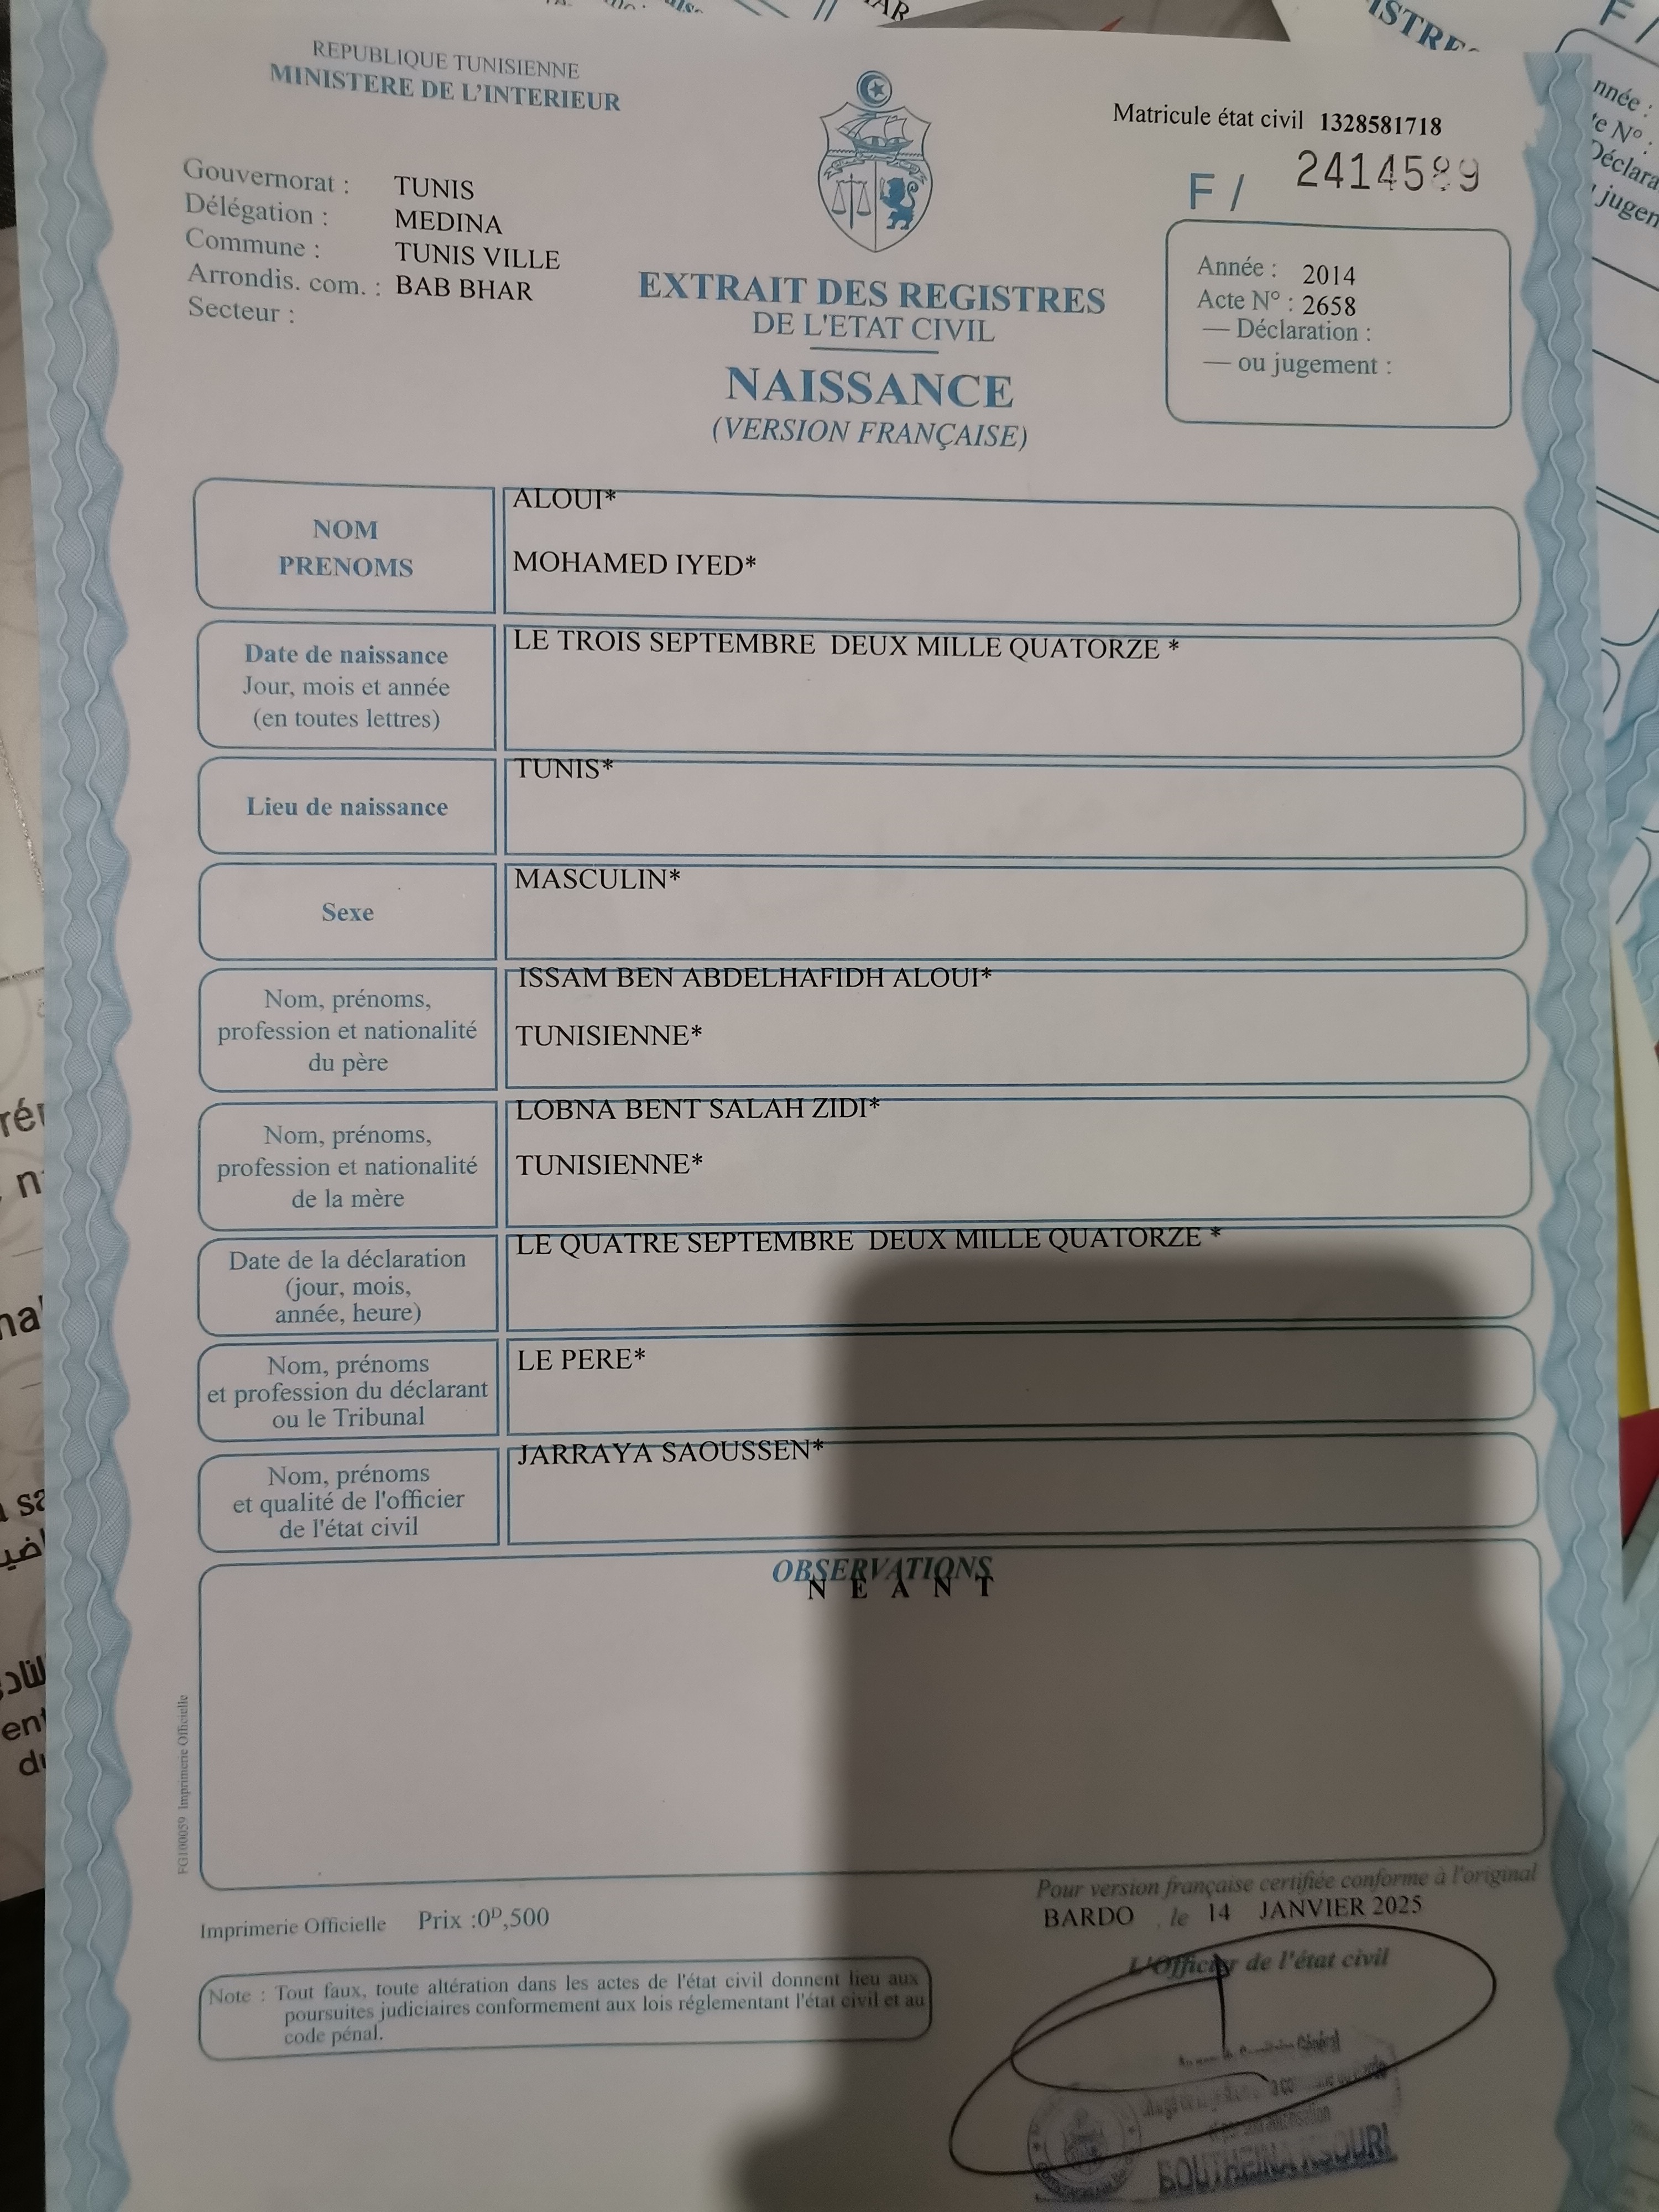 REPUBLIQUE TUNISIENNE
MINISTERE DE L'INTERIEUR
Matricule état civil 1328581718
F / 2414589
Gouvernorat : TUNIS
Délégation : MEDINA
Commune : TUNIS VILLE
Arrondis. com. : BAB BHAR
Secteur :
EXTRAIT DES REGISTRES
DE L'ETAT CIVIL
NAISSANCE
(VERSION FRANÇAISE)
Année : 2014
Acte N° : 2658
— Déclaration :
— ou jugement :
NOM
PRENOMS
ALOUI*
MOHAMED IYED*
Date de naissance
Jour, mois et année
(en toutes lettres)
LE TROIS SEPTEMBRE DEUX MILLE QUATORZE *
Lieu de naissance
TUNIS*
Sexe
MASCULIN*
Nom, prénoms,
profession et nationalité
du père
ISSAM BEN ABDELHAFIDH ALOUI*
TUNISIENNE*
Nom, prénoms,
profession et nationalité
de la mère
LOBNA BENT SALAH ZIDI*
TUNISIENNE*
Date de la déclaration
(jour, mois,
année, heure)
LE QUATRE SEPTEMBRE DEUX MILLE QUATORZE *
Nom, prénoms
et profession du déclarant
ou le Tribunal
LE PERE*
Nom, prénoms
et qualité de l'officier
de l'état civil
JARRAYA SAOUSSEN*
OBSERVATIONS
N E A N T
FG100059 Imprimerie Officielle
Pour version française certifiée conforme à l'original
BARDO , le 14 JANVIER 2025
L'Officier de l'état civil
Imprimerie Officielle Prix :0ᴰ,500
Note : Tout faux, toute altération dans les actes de l'état civil donnent lieu aux
poursuites judiciaires conformement aux lois réglementant l'état civil et au
code pénal.
BOUTHEINA KSOURI